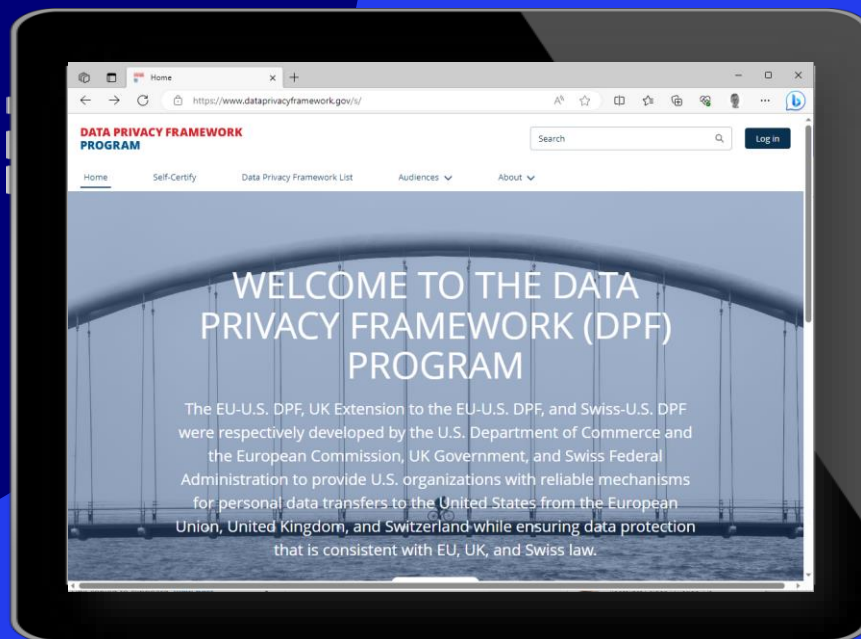 Home
https://www.dataprivacyframework.gov/s/
DATA PRIVACY FRAMEWORK
PROGRAM
Search
Log in
Home Self-Certify Data Privacy Framework List Audiences About
WELCOME TO THE DATA
PRIVACY FRAMEWORK (DPF)
PROGRAM
The EU-U.S. DPF, UK Extension to the EU-U.S. DPF, and Swiss-U.S. DPF
were respectively developed by the U.S. Department of Commerce and
the European Commission, UK Government, and Swiss Federal
Administration to provide U.S. organizations with reliable mechanisms
for personal data transfers to the United States from the European
Union, United Kingdom, and Switzerland while ensuring data protection
that is consistent with EU, UK, and Swiss law.